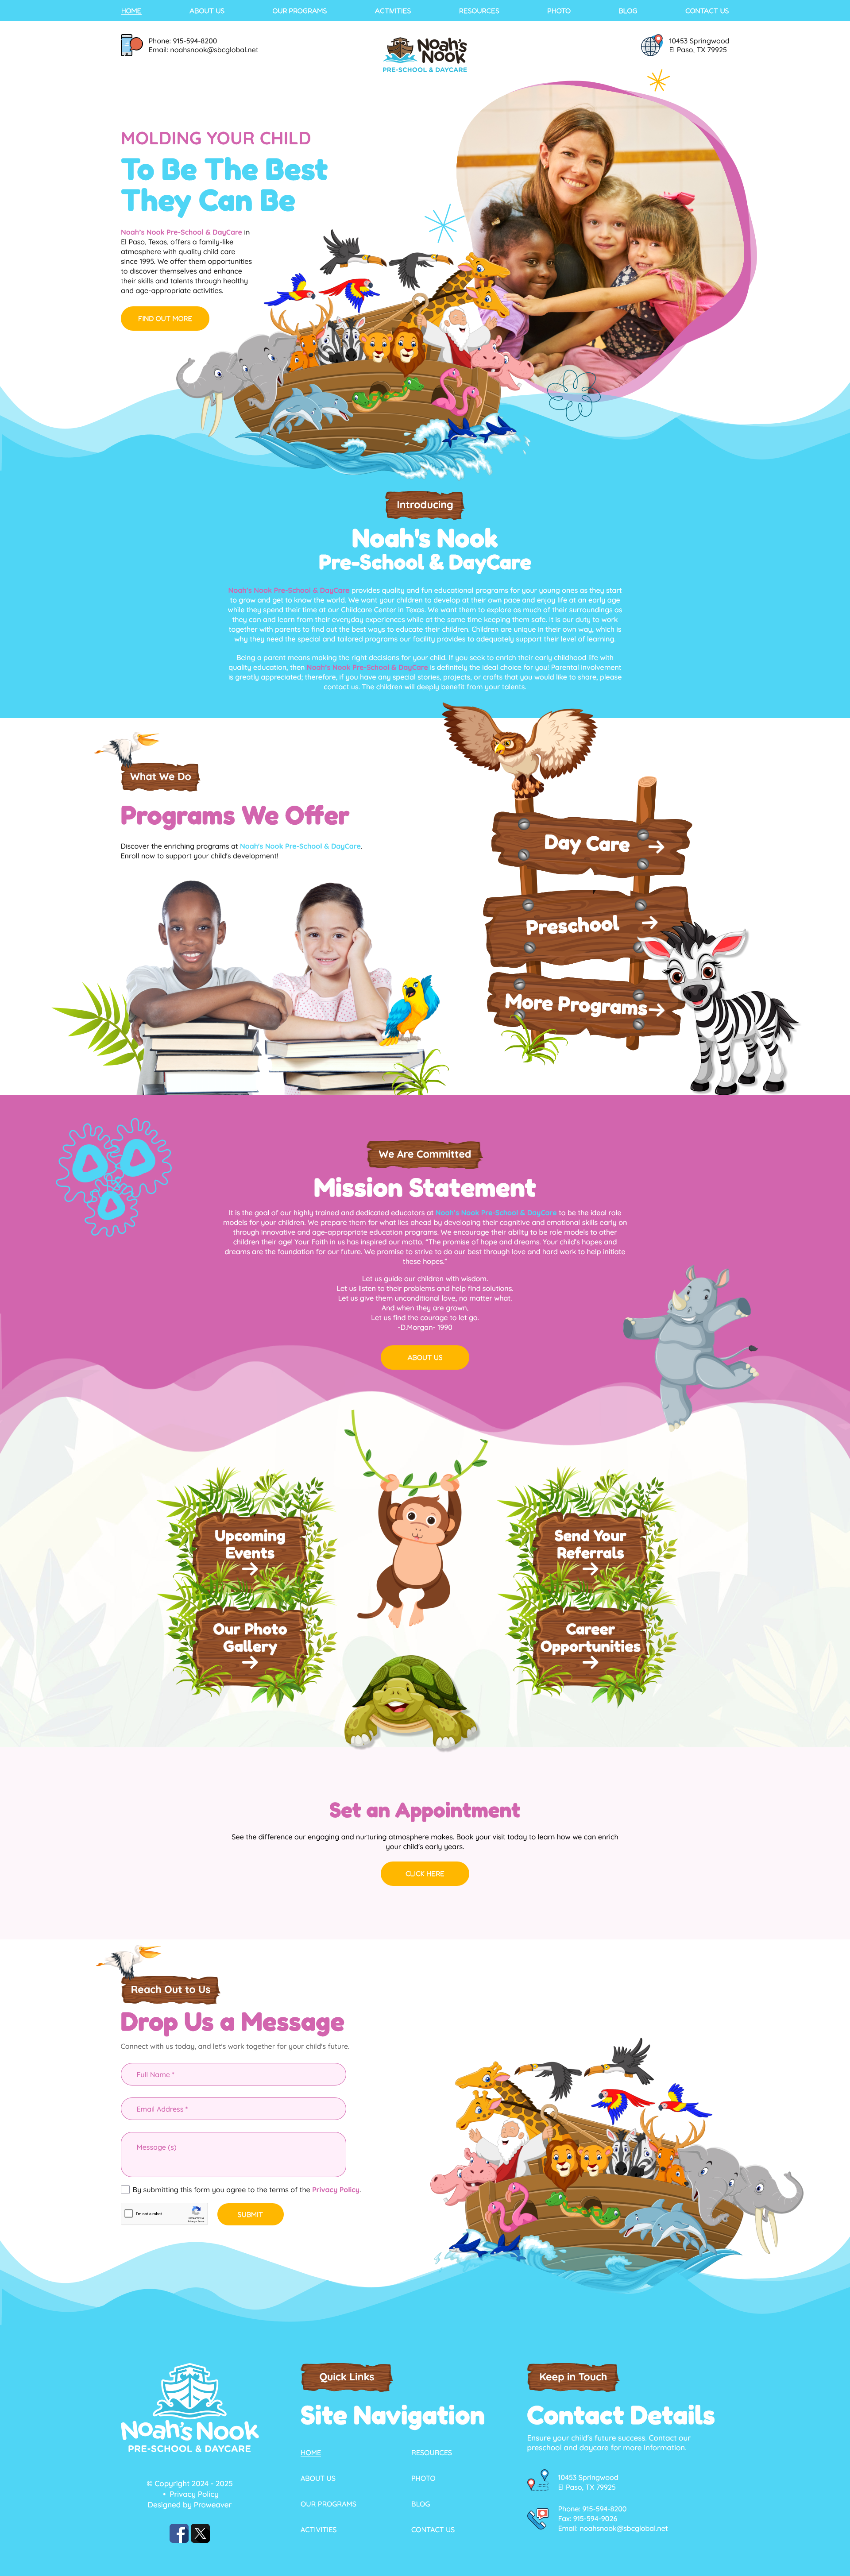 HOME
ABOUT US
OUR PROGRAMS
ACTIVITIES
RESOURCES
PHOTO
BLOG
CONTACT US
Phone: 915-594-8200
Email: noahsnook@sbcglobal.net
Noah's
Nook
PRE-SCHOOL & DAYCARE
10453 Springwood
El Paso, TX 79925
MOLDING YOUR CHILD
To Be The Best
They Can Be
Noah's Nook Pre-School & DayCare in
El Paso, Texas, offers a family-like
atmosphere with quality child care
since 1995. We offer them opportunities
to discover themselves and enhance
their skills and talents through healthy
and age-appropriate activities.
FIND OUT MORE
Introducing
Noah's Nook
Pre-School & DayCare
Noah's Nook Pre-School & DayCare provides quality and fun educational programs for your young ones as they start
to grow and get to know the world. We want your children to develop at their own pace and enjoy life at an early age
while they spend their time at our Childcare Center in Texas. We want them to explore as much of their surroundings as
they can and learn from their everyday experiences while at the same time keeping them safe. It is our duty to work
together with parents to find out the best ways to educate their children. Children are unique in their own way, which is
why they need the special and tailored programs our facility provides to adequately support their level of learning.
Being a parent means making the right decisions for your child. If you seek to enrich their early childhood life with
quality education, then Noah's Nook Pre-School & DayCare is definitely the ideal choice for you! Parental involvement
is greatly appreciated; therefore, if you have any special stories, projects, or crafts that you would like to share, please
contact us. The children will deeply benefit from your talents.
What We Do
Programs We Offer
Discover the enriching programs at Noah's Nook Pre-School & DayCare.
Enroll now to support your child's development!
Day Care
Preschool
More Programs
We Are Committed
Mission Statement
It is the goal of our highly trained and dedicated educators at Noah's Nook Pre-School & DayCare to be the ideal role
models for your children. We prepare them for what lies ahead by developing their cognitive and emotional skills early on
through innovative and age-appropriate education programs. We encourage their ability to be role models to other
children their age! Your Faith in Us has inspired our motto, "The promise of hope and dreams. Your child's hopes and
dreams are the foundation for our future. We promise to strive to do our best through love and hard work to help initiate
these hopes."
Let us guide our children with wisdom.
Let us listen to their problems and help find solutions.
Let us give them unconditional love, no matter what.
And when they are grown,
Let us find the courage to let go.
-D.Morgan- 1990
ABOUT US
Upcoming
Events
Send Your
Referrals
Our Photo
Gallery
Career
Opportunities
Set an Appointment
See the difference our engaging and nurturing atmosphere makes. Book your visit today to learn how we can enrich
your child's early years.
CLICK HERE
Reach Out to Us
Drop Us a Message
Connect with us today, and let's work together for your child's future.
Full Name *
Email Address *
Message (s)
By submitting this form you agree to the terms of the Privacy Policy.
I'm not a robot
reCAPTCHA
Privacy - Terms
SUBMIT
Noah's Nook
PRE-SCHOOL & DAYCARE
© Copyright 2024 - 2025
• Privacy Policy
Designed by Proweaver
Quick Links
Site Navigation
HOME
RESOURCES
ABOUT US
PHOTO
OUR PROGRAMS
BLOG
ACTIVITIES
CONTACT US
Keep in Touch
Contact Details
Ensure your child's future success. Contact our
preschool and daycare for more information.
10453 Springwood
El Paso, TX 79925
Phone: 915-594-8200
Fax: 915-594-9026
Email: noahsnook@sbcglobal.net